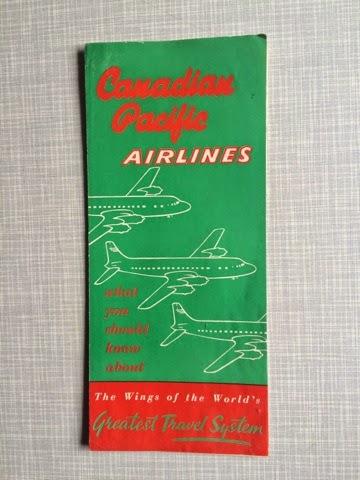 Canadian
Pacific
AIRLINES
what
you
should
know
about
The Wings of the World's
Greatest Travel System